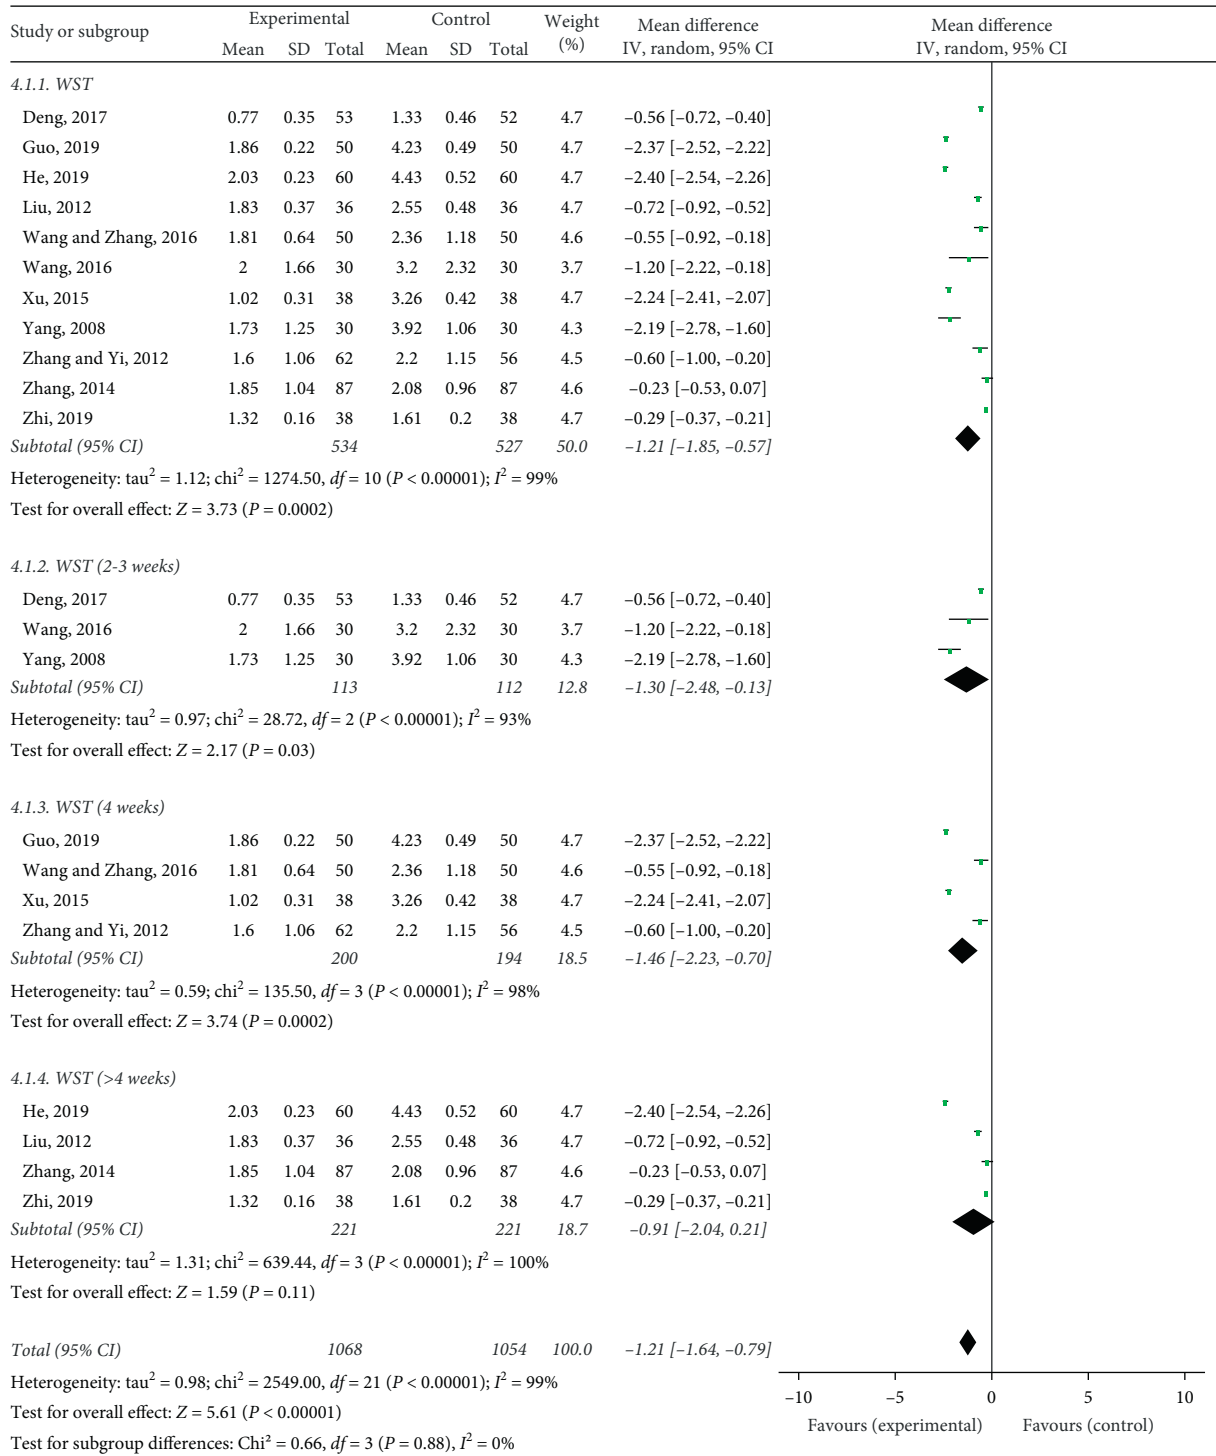 Study or subgroup Experimental Control Weight (%) Mean difference IV, random, 95% CI Mean difference IV, random, 95% CI
Mean SD Total Mean SD Total
4.1.1. WST
Deng, 2017 0.77 0.35 53 1.33 0.46 52 4.7 –0.56 [–0.72, –0.40]
Guo, 2019 1.86 0.22 50 4.23 0.49 50 4.7 –2.37 [–2.52, –2.22]
He, 2019 2.03 0.23 60 4.43 0.52 60 4.7 –2.40 [–2.54, –2.26]
Liu, 2012 1.83 0.37 36 2.55 0.48 36 4.7 –0.72 [–0.92, –0.52]
Wang and Zhang, 2016 1.81 0.64 50 2.36 1.18 50 4.6 –0.55 [–0.92, –0.18]
Wang, 2016 2 1.66 30 3.2 2.32 30 3.7 –1.20 [–2.22, –0.18]
Xu, 2015 1.02 0.31 38 3.26 0.42 38 4.7 –2.24 [–2.41, –2.07]
Yang, 2008 1.73 1.25 30 3.92 1.06 30 4.3 –2.19 [–2.78, –1.60]
Zhang and Yi, 2012 1.6 1.06 62 2.2 1.15 56 4.5 –0.60 [–1.00, –0.20]
Zhang, 2014 1.85 1.04 87 2.08 0.96 87 4.6 –0.23 [–0.53, 0.07]
Zhi, 2019 1.32 0.16 38 1.61 0.2 38 4.7 –0.29 [–0.37, –0.21]
Subtotal (95% CI) 534 527 50.0 –1.21 [–1.85, –0.57]
Heterogeneity: tau² = 1.12; chi² = 1274.50, df = 10 (P < 0.00001); I² = 99%
Test for overall effect: Z = 3.73 (P = 0.0002)
4.1.2. WST (2-3 weeks)
Deng, 2017 0.77 0.35 53 1.33 0.46 52 4.7 –0.56 [–0.72, –0.40]
Wang, 2016 2 1.66 30 3.2 2.32 30 3.7 –1.20 [–2.22, –0.18]
Yang, 2008 1.73 1.25 30 3.92 1.06 30 4.3 –2.19 [–2.78, –1.60]
Subtotal (95% CI) 113 112 12.8 –1.30 [–2.48, –0.13]
Heterogeneity: tau² = 0.97; chi² = 28.72, df = 2 (P < 0.00001); I² = 93%
Test for overall effect: Z = 2.17 (P = 0.03)
4.1.3. WST (4 weeks)
Guo, 2019 1.86 0.22 50 4.23 0.49 50 4.7 –2.37 [–2.52, –2.22]
Wang and Zhang, 2016 1.81 0.64 50 2.36 1.18 50 4.6 –0.55 [–0.92, –0.18]
Xu, 2015 1.02 0.31 38 3.26 0.42 38 4.7 –2.24 [–2.41, –2.07]
Zhang and Yi, 2012 1.6 1.06 62 2.2 1.15 56 4.5 –0.60 [–1.00, –0.20]
Subtotal (95% CI) 200 194 18.5 –1.46 [–2.23, –0.70]
Heterogeneity: tau² = 0.59; chi² = 135.50, df = 3 (P < 0.00001); I² = 98%
Test for overall effect: Z = 3.74 (P = 0.0002)
4.1.4. WST (>4 weeks)
He, 2019 2.03 0.23 60 4.43 0.52 60 4.7 –2.40 [–2.54, –2.26]
Liu, 2012 1.83 0.37 36 2.55 0.48 36 4.7 –0.72 [–0.92, –0.52]
Zhang, 2014 1.85 1.04 87 2.08 0.96 87 4.6 –0.23 [–0.53, 0.07]
Zhi, 2019 1.32 0.16 38 1.61 0.2 38 4.7 –0.29 [–0.37, –0.21]
Subtotal (95% CI) 221 221 18.7 –0.91 [–2.04, 0.21]
Heterogeneity: tau² = 1.31; chi² = 639.44, df = 3 (P < 0.00001); I² = 100%
Test for overall effect: Z = 1.59 (P = 0.11)
Total (95% CI) 1068 1054 100.0 –1.21 [–1.64, –0.79]
Heterogeneity: tau² = 0.98; chi² = 2549.00, df = 21 (P < 0.00001); I² = 99%
Test for overall effect: Z = 5.61 (P < 0.00001)
Test for subgroup differences: Chi² = 0.66, df = 3 (P = 0.88), I² = 0%
–10 –5 0 5 10
Favours (experimental) Favours (control)